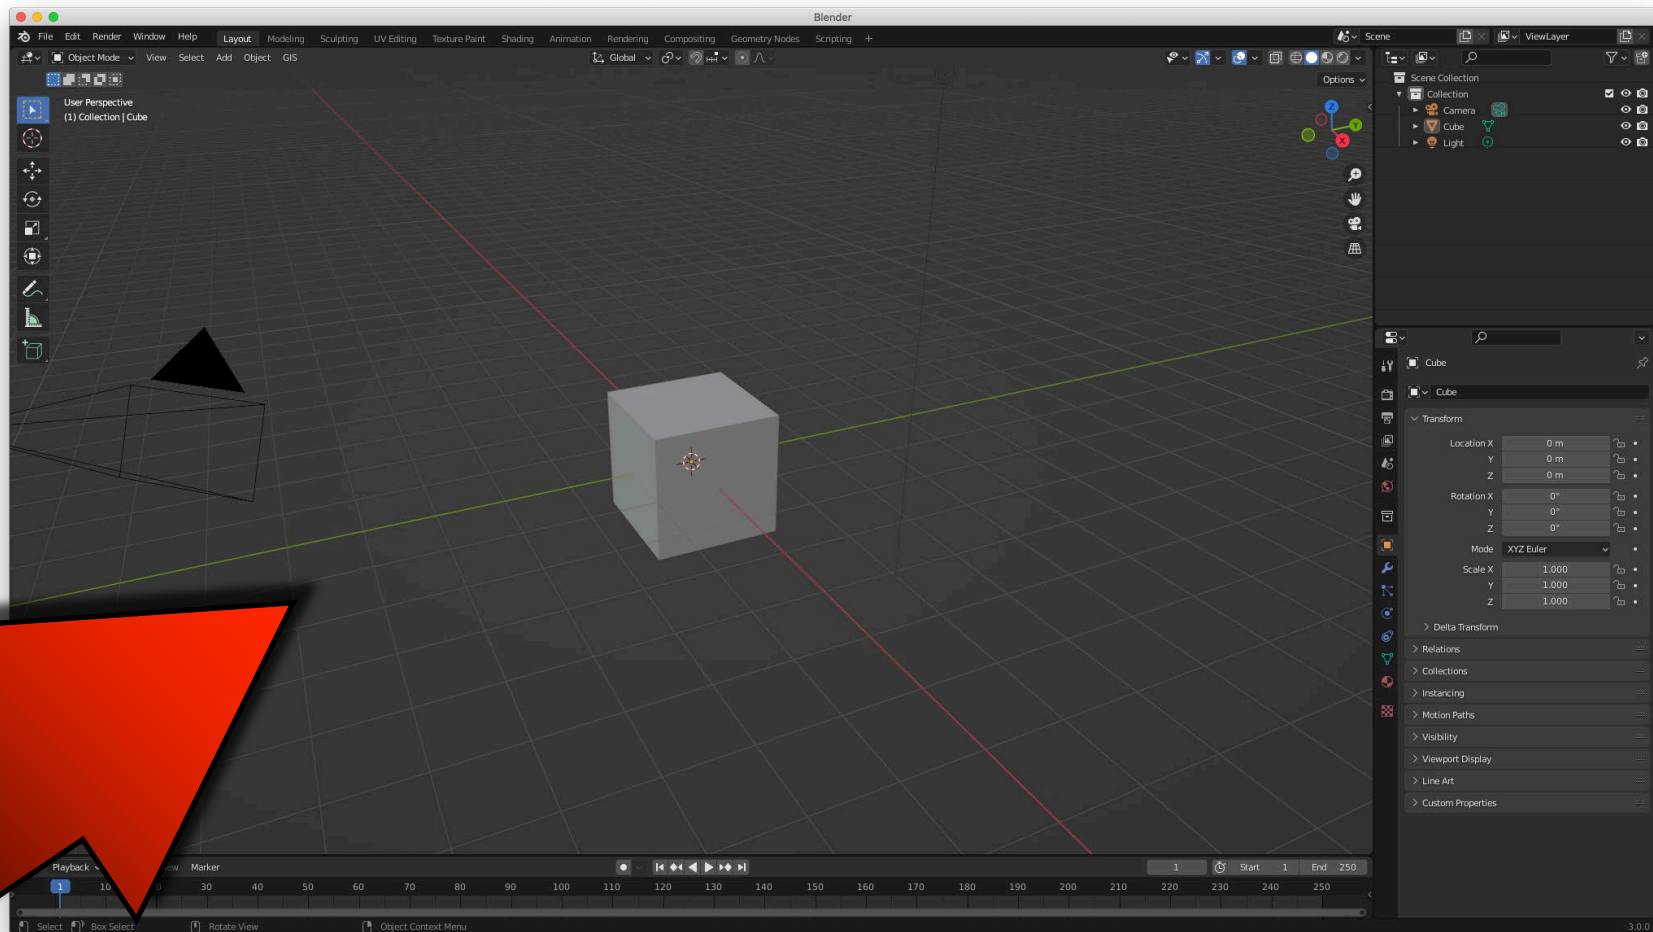 Blender
File Edit Render Window Help Layout Modeling Sculpting UV Editing Texture Paint Shading Animation Rendering Compositing Geometry Nodes Scripting + Scene ViewLayer
Object Mode View Select Add Object GIS Global
Options
User Perspective
(1) Collection | Cube
Z
Y
X
Scene Collection
Collection
Camera
Cube
Light
Cube
Cube
Transform
Location X 0 m
Y 0 m
Z 0 m
Rotation X 0°
Y 0°
Z 0°
Mode XYZ Euler
Scale X 1.000
Y 1.000
Z 1.000
Delta Transform
Relations
Collections
Instancing
Motion Paths
Visibility
Viewport Display
Line Art
Custom Properties
Playback Marker 1 Start 1 End 250
1 10 30 40 50 60 70 80 90 100 110 120 130 140 150 160 170 180 190 200 210 220 230 240 250
Select Box Select Rotate View Object Context Menu 3.0.0